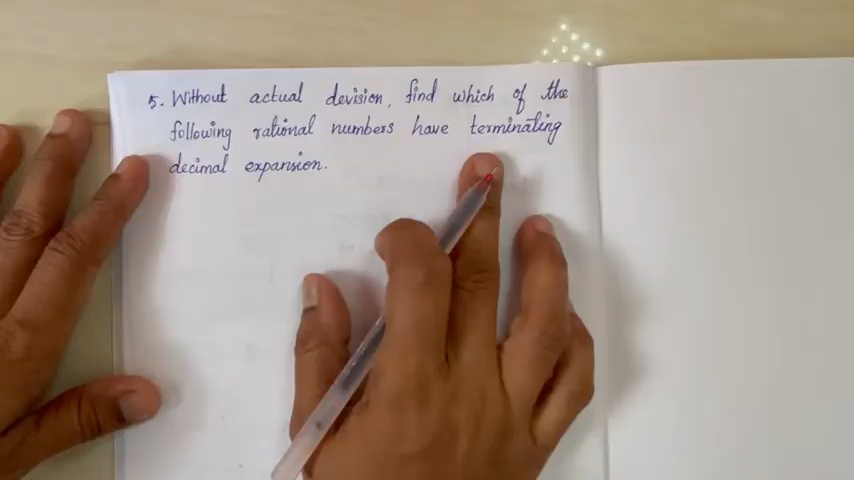 5. Without actual devision, find which of the
following rational numbers have terminating
decimal expansion.